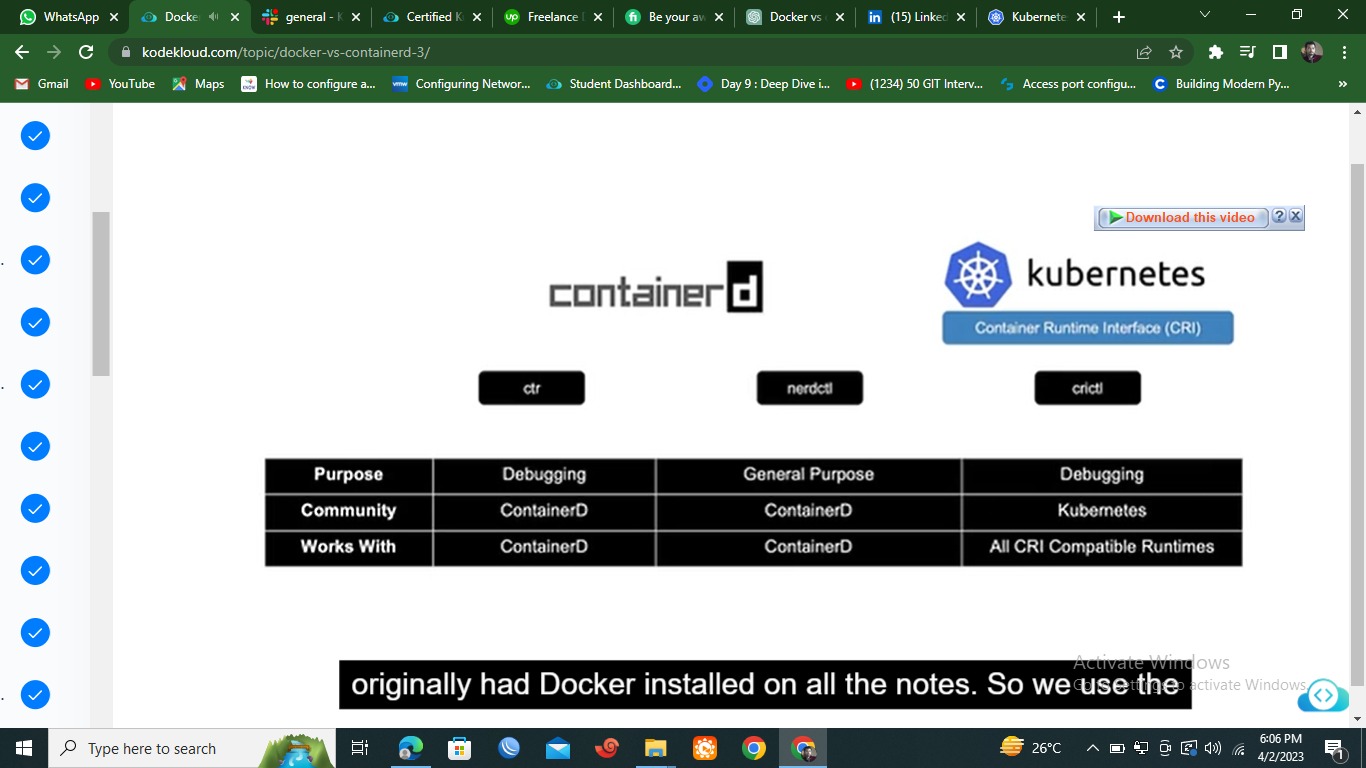 WhatsApp
Docke
general - K
Certified K
Freelance
Be your aw
Docker vs
(15) Linked
Kubernete
kodekloud.com/topic/docker-vs-containerd-3/
Gmail
YouTube
Maps
How to configure a...
Configuring Networ...
Student Dashboard...
Day 9 : Deep Dive i...
(1234) 50 GIT Interv...
Access port configu...
Building Modern Py...
»
Download this video
containerd
kubernetes
Container Runtime Interface (CRI)
ctr
nerdctl
crictl
Purpose Debugging General Purpose Debugging
Community ContainerD ContainerD Kubernetes
Works With ContainerD ContainerD All CRI Compatible Runtimes
originally had Docker installed on all the notes. So we use the
Activate Windows
Go to Settings to activate Windows.
Type here to search
26°C
6:06 PM
4/2/2023
1